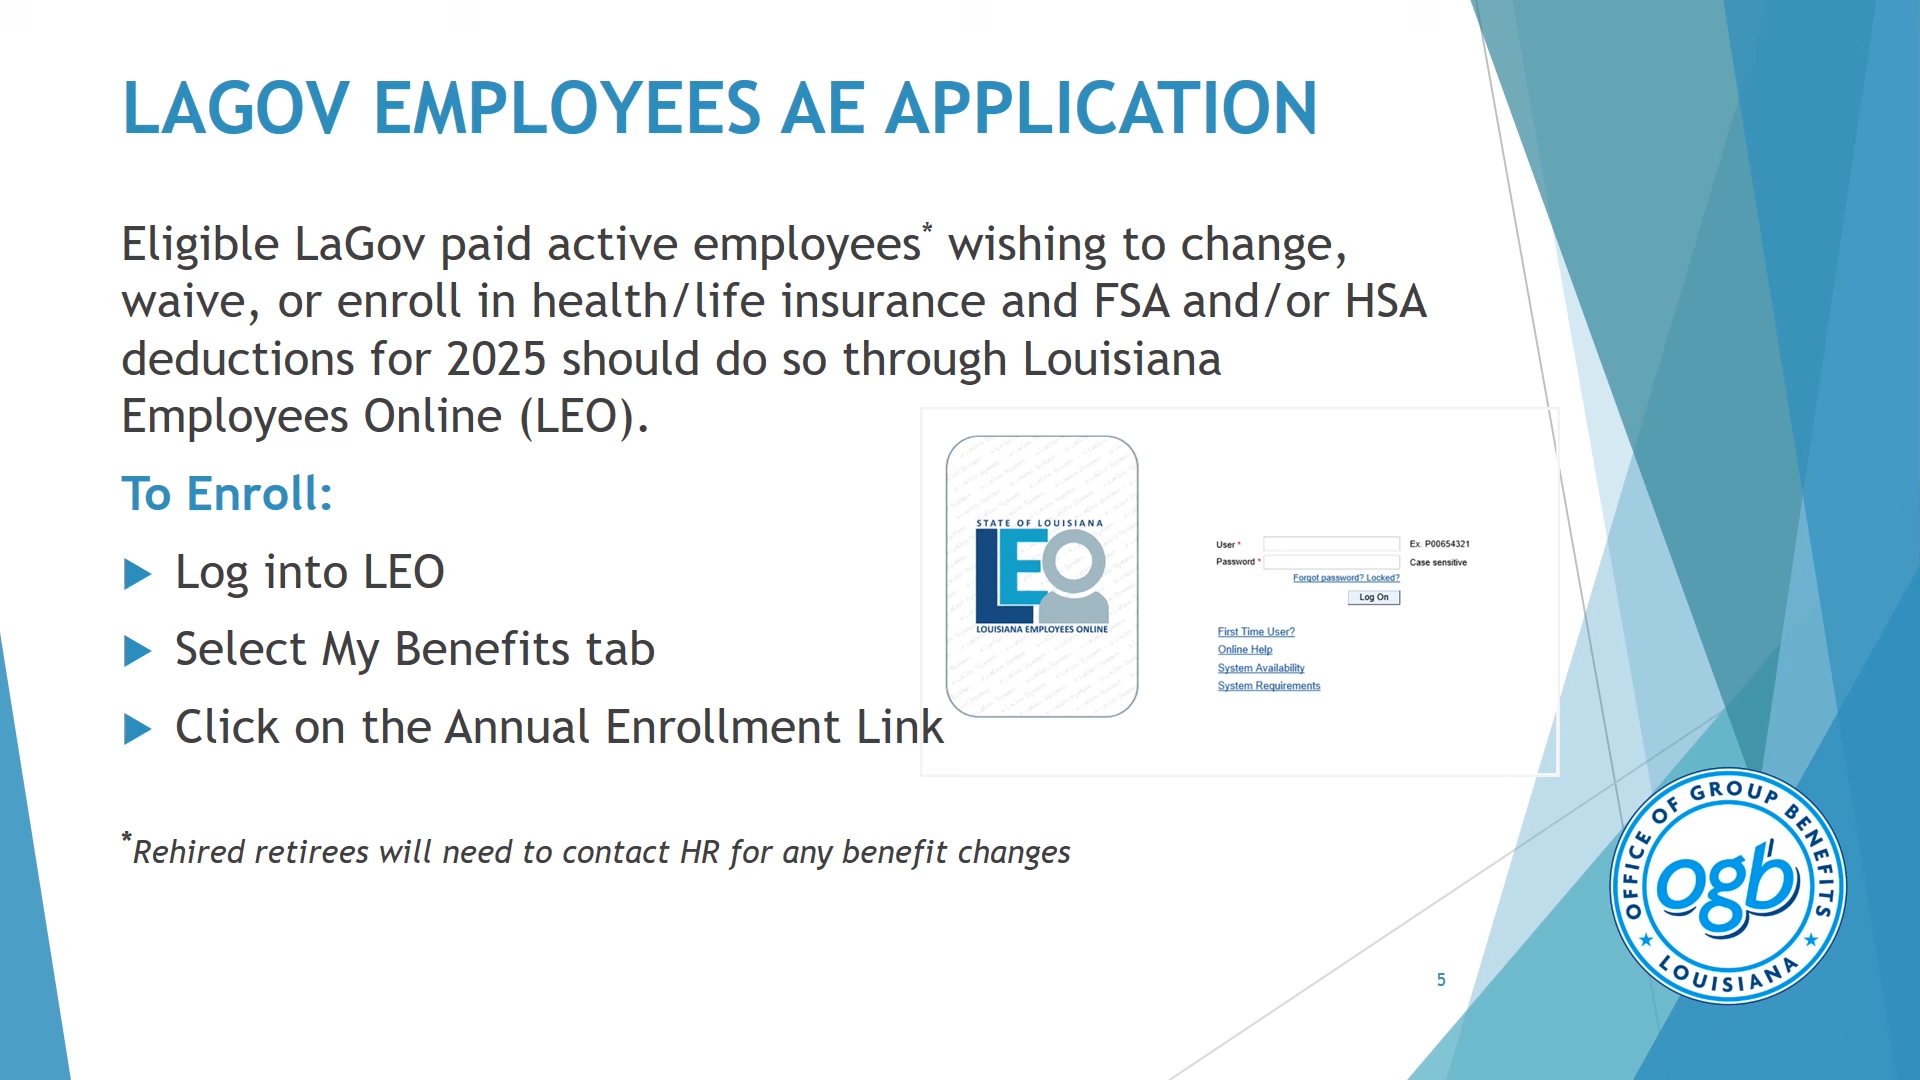 LAGOV EMPLOYEES AE APPLICATION
Eligible LaGov paid active employees* wishing to change,
waive, or enroll in health/life insurance and FSA and/or HSA
deductions for 2025 should do so through Louisiana
Employees Online (LEO).
To Enroll:
Log into LEO
Select My Benefits tab
Click on the Annual Enrollment Link
STATE OF LOUISIANA
LEO
LOUISIANA EMPLOYEES ONLINE
User * Ex. P00654321
Password * Case sensitive
Forgot password? Locked?
Log On
First Time User?
Online Help
System Availability
System Requirements
*Rehired retirees will need to contact HR for any benefit changes
5
OFFICE OF GROUP BENEFITS
ogb
LOUISIANA